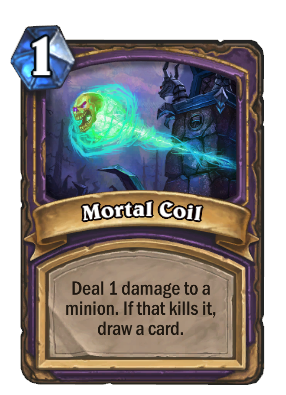 1
Mortal Coil
Deal 1 damage to a
minion. If that kills it,
draw a card.